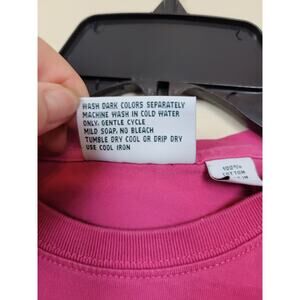 WASH DARK COLORS SEPARATELY
MACHINE WASH IN COLD WATER
ONLY, GENTLE CYCLE
MILD SOAP, NO BLEACH
TUMBLE DRY COOL OR DRIP DRY
USE COOL IRON
100%
COTTON